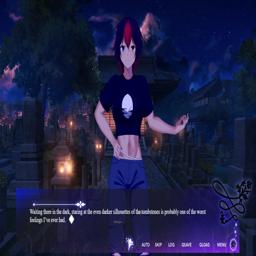 Waiting there in the dark, staring at the even darker silhouettes of the tombstones is probably one of the worst
feelings I've ever had.
AUTO SKIP LOG QSAVE QLOAD MENU